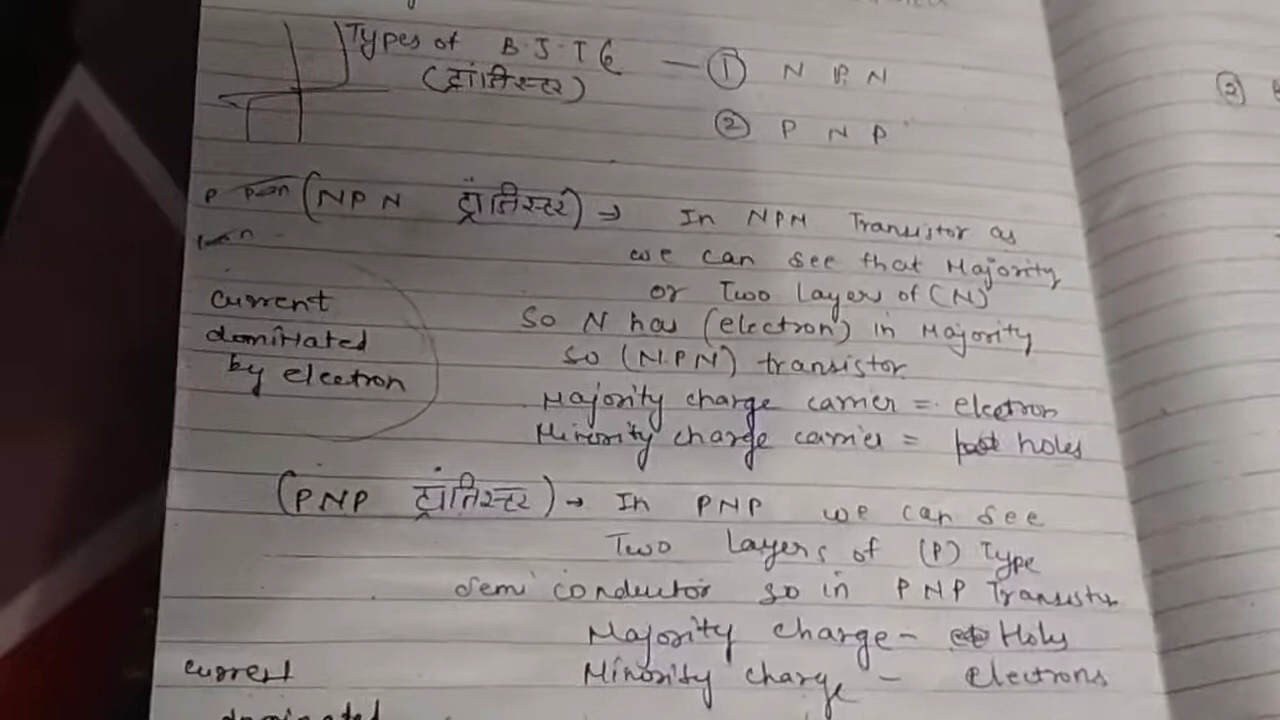 Types of B.J.T — ① N P N
(ट्रांजिस्टर)
② P N P
(NPN ट्रांजिस्टर) → In NPN Transistor as
we can see that Majority
or Two Layers of (N)
So N has (electron) in Majority
so (N.P.N) transistor
Majority charge carrier = electron
Minority charge carrier = holes
current
dominated
by electron
(PNP ट्रांजिस्टर) → In PNP we can see
Two Layers of (P) Type
semi conductor so in PNP Transistor
Majority charge - Holes
Minority charge - electrons
current
dominated
②